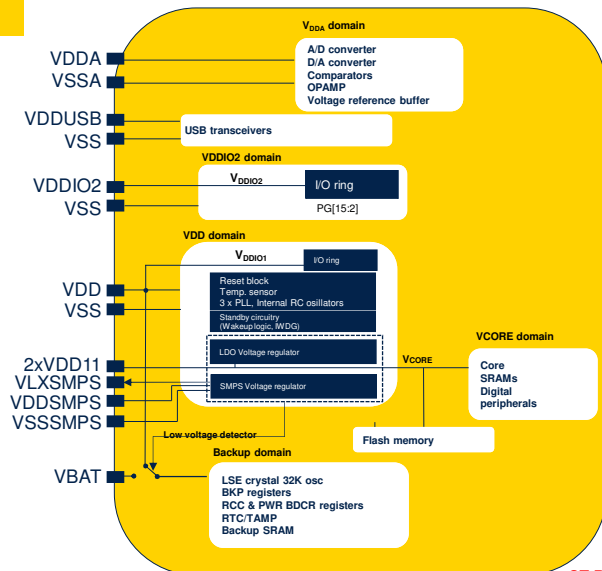 VDDA domain
VDDA
VSSA
A/D converter
D/A converter
Comparators
OPAMP
Voltage reference buffer
VDDUSB
VSS
USB transceivers
VDDIO2 domain
VDDIO2
VSS
VDDIO2
I/O ring
PG[15:2]
VDD domain
VDDIO1
I/O ring
VDD
VSS
Reset block
Temp. sensor
3 x PLL, Internal RC osillators
Standby circuitry
(Wakeup logic, IWDG)
2xVDD11
VLXSMPS
VDDSMPS
VSSSMPS
LDO Voltage regulator
SMPS Voltage regulator
VCORE
VCORE domain
Core
SRAMs
Digital
peripherals
Flash memory
Low voltage detector
Backup domain
VBAT
LSE crystal 32K osc
BKP registers
RCC & PWR BDCR registers
RTC/TAMP
Backup SRAM